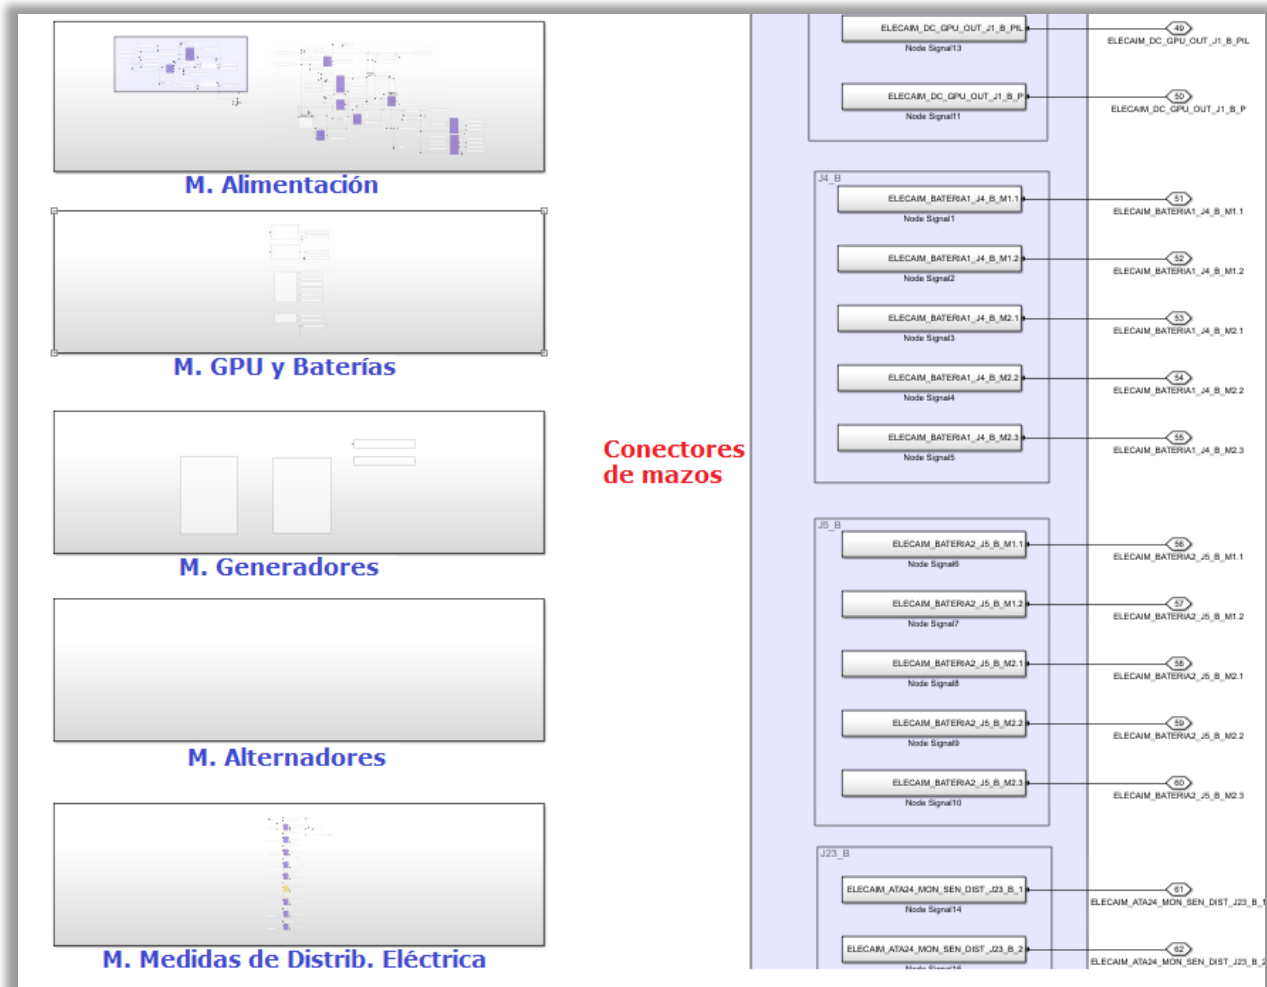 M. Alimentación
M. GPU y Baterías
M. Generadores
M. Alternadores
M. Medidas de Distrib. Eléctrica
Conectores
de mazos
ELECAIM_DC_GPU_OUT_J1_B_PIL
Node Signal13
49
ELECAIM_DC_GPU_OUT_J1_B_PIL
ELECAIM_DC_GPU_OUT_J1_B_P
Node Signal11
50
ELECAIM_DC_GPU_OUT_J1_B_P
J4_B
ELECAIM_BATERIA1_J4_B_M1.1
Node Signal1
51
ELECAIM_BATERIA1_J4_B_M1.1
ELECAIM_BATERIA1_J4_B_M1.2
Node Signal2
52
ELECAIM_BATERIA1_J4_B_M1.2
ELECAIM_BATERIA1_J4_B_M2.1
Node Signal3
53
ELECAIM_BATERIA1_J4_B_M2.1
ELECAIM_BATERIA1_J4_B_M2.2
Node Signal4
54
ELECAIM_BATERIA1_J4_B_M2.2
ELECAIM_BATERIA1_J4_B_M2.3
Node Signal5
55
ELECAIM_BATERIA1_J4_B_M2.3
J5_B
ELECAIM_BATERIA2_J5_B_M1.1
Node Signal6
56
ELECAIM_BATERIA2_J5_B_M1.1
ELECAIM_BATERIA2_J5_B_M1.2
Node Signal7
57
ELECAIM_BATERIA2_J5_B_M1.2
ELECAIM_BATERIA2_J5_B_M2.1
Node Signal8
58
ELECAIM_BATERIA2_J5_B_M2.1
ELECAIM_BATERIA2_J5_B_M2.2
Node Signal9
59
ELECAIM_BATERIA2_J5_B_M2.2
ELECAIM_BATERIA2_J5_B_M2.3
Node Signal10
60
ELECAIM_BATERIA2_J5_B_M2.3
J23_B
ELECAIM_ATA24_MON_SEN_DIST_J23_B_1
Node Signal14
61
ELECAIM_ATA24_MON_SEN_DIST_J23_B_1
ELECAIM_ATA24_MON_SEN_DIST_J23_B_2
Node
62
ELECAIM_ATA24_MON_SEN_DIST_J23_B_2